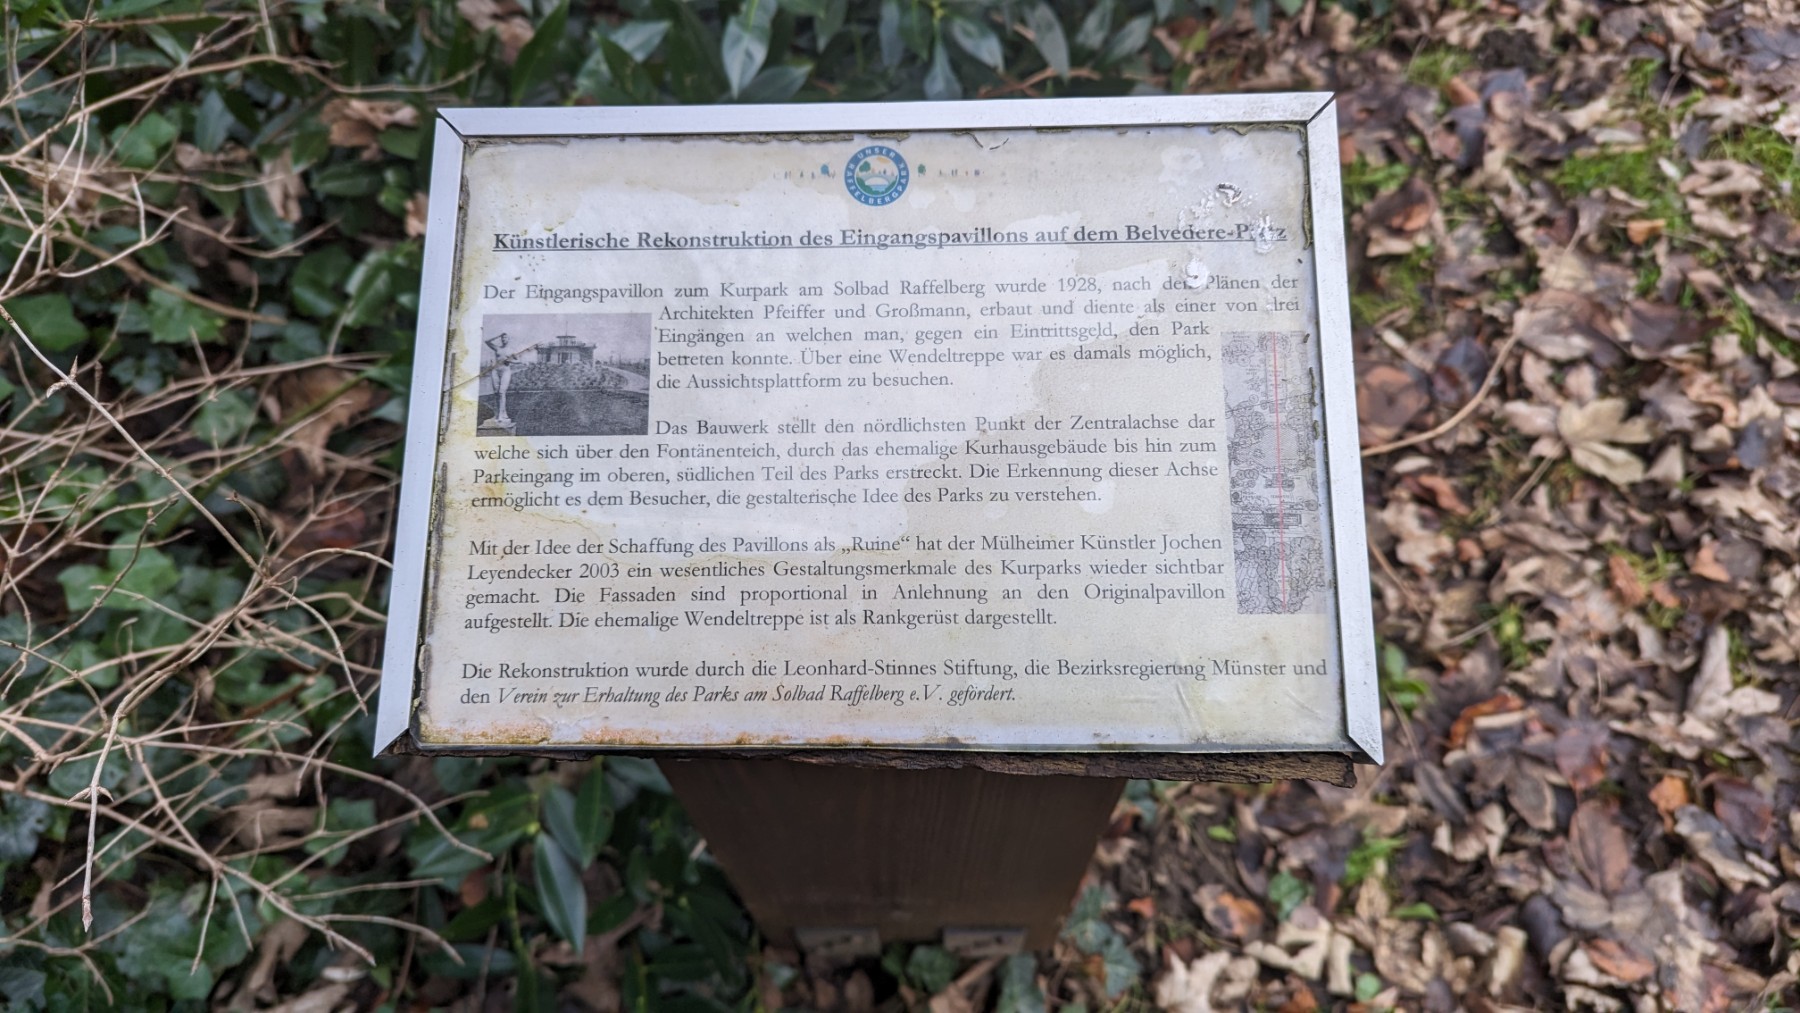 UNSER RAFFELBERGPARK
Künstlerische Rekonstruktion des Eingangspavillons auf dem Belvedere-Platz
Der Eingangspavillon zum Kurpark am Solbad Raffelberg wurde 1928, nach den Plänen der
Architekten Pfeiffer und Großmann, erbaut und diente als einer von drei
Eingängen an welchen man, gegen ein Eintrittsgeld, den Park
betreten konnte. Über eine Wendeltreppe war es damals möglich,
die Aussichtsplattform zu besuchen.
Das Bauwerk stellt den nördlichsten Punkt der Zentralachse dar
welche sich über den Fontänenteich, durch das ehemalige Kurhausgebäude bis hin zum
Parkeingang im oberen, südlichen Teil des Parks erstreckt. Die Erkennung dieser Achse
ermöglicht es dem Besucher, die gestalterische Idee des Parks zu verstehen.
Mit der Idee der Schaffung des Pavillons als „Ruine“ hat der Mülheimer Künstler Jochen
Leyendecker 2003 ein wesentliches Gestaltungsmerkmale des Kurparks wieder sichtbar
gemacht. Die Fassaden sind proportional in Anlehnung an den Originalpavillon
aufgestellt. Die ehemalige Wendeltreppe ist als Rankgerüst dargestellt.
Die Rekonstruktion wurde durch die Leonhard-Stinnes Stiftung, die Bezirksregierung Münster und
den Verein zur Erhaltung des Parks am Solbad Raffelberg e.V. gefördert.